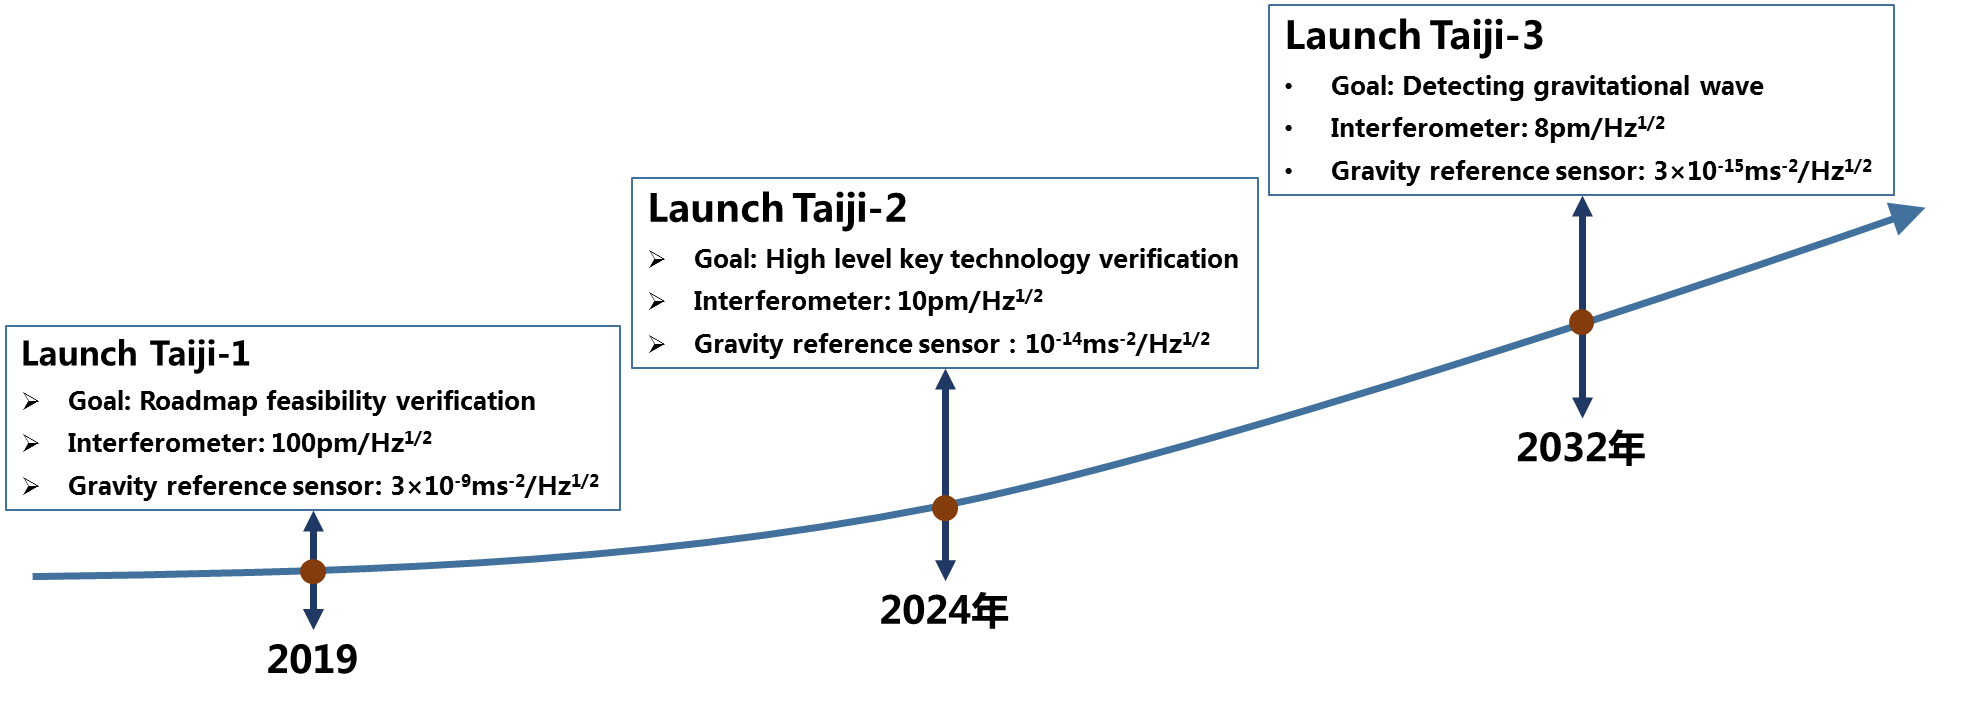 Launch Taiji-1
➢ Goal: Roadmap feasibility verification
➢ Interferometer: 100pm/Hz¹/²
➢ Gravity reference sensor: 3×10⁻⁹ms⁻²/Hz¹/²
2019
Launch Taiji-2
➢ Goal: High level key technology verification
➢ Interferometer: 10pm/Hz¹/²
➢ Gravity reference sensor : 10⁻¹⁴ms⁻²/Hz¹/²
2024年
Launch Taiji-3
• Goal: Detecting gravitational wave
• Interferometer: 8pm/Hz¹/²
• Gravity reference sensor: 3×10⁻¹⁵ms⁻²/Hz¹/²
2032年